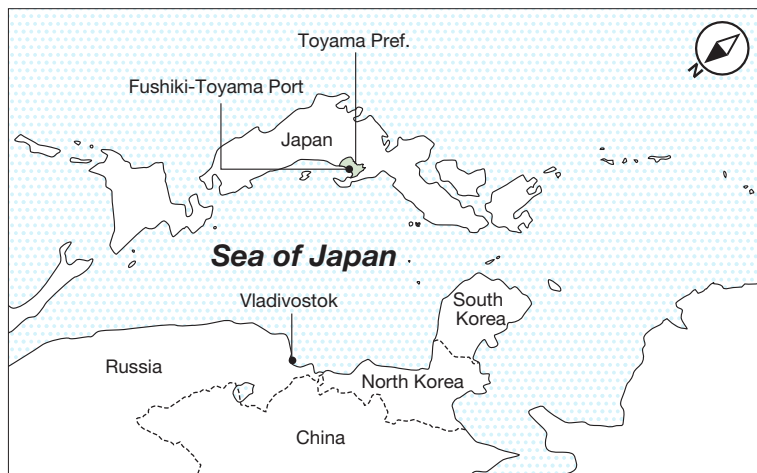 Toyama Pref.
Fushiki-Toyama Port
Japan
N
Sea of Japan
Vladivostok
South
Korea
Russia
North Korea
China